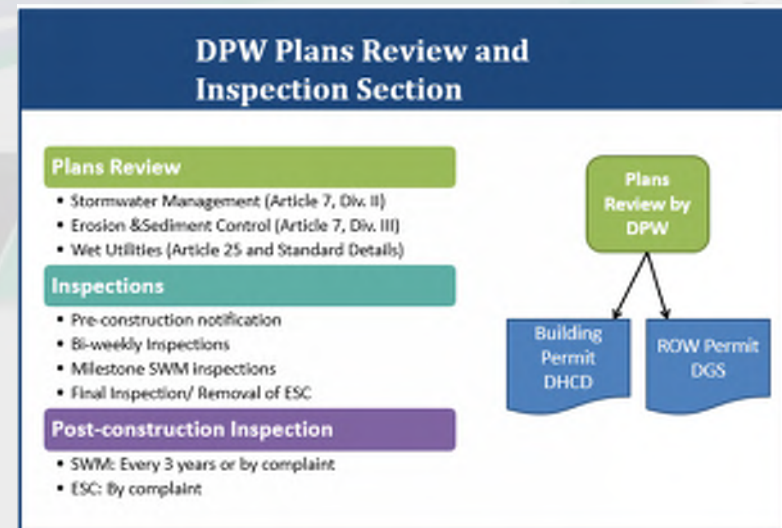 DPW Plans Review and
Inspection Section
Plans Review
• Stormwater Management (Article 7, Div. II)
• Erosion &Sediment Control (Article 7, Div. III)
• Wet Utilities (Article 25 and Standard Details)
Inspections
• Pre-construction notification
• Bi-weekly Inspections
• Milestone SWM inspections
• Final Inspection/ Removal of ESC
Post-construction Inspection
• SWM: Every 3 years or by complaint
• ESC: By complaint
Plans
Review by
DPW
Building
Permit
DHCD
ROW Permit
DGS